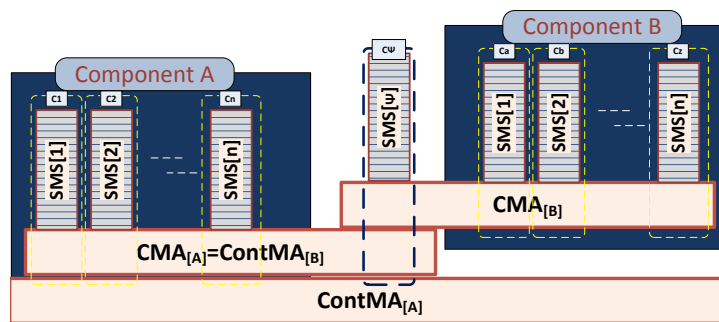 Component B
CΨ
Ca
Cb
Cz
Component A
C1
C2
Cn
SMS[1]
SMS[2]
SMS[n]
SMS[ψ]
SMS[1]
SMS[2]
SMS[n]
CMA[B]
CMA[A]=ContMA[B]
ContMA[A]